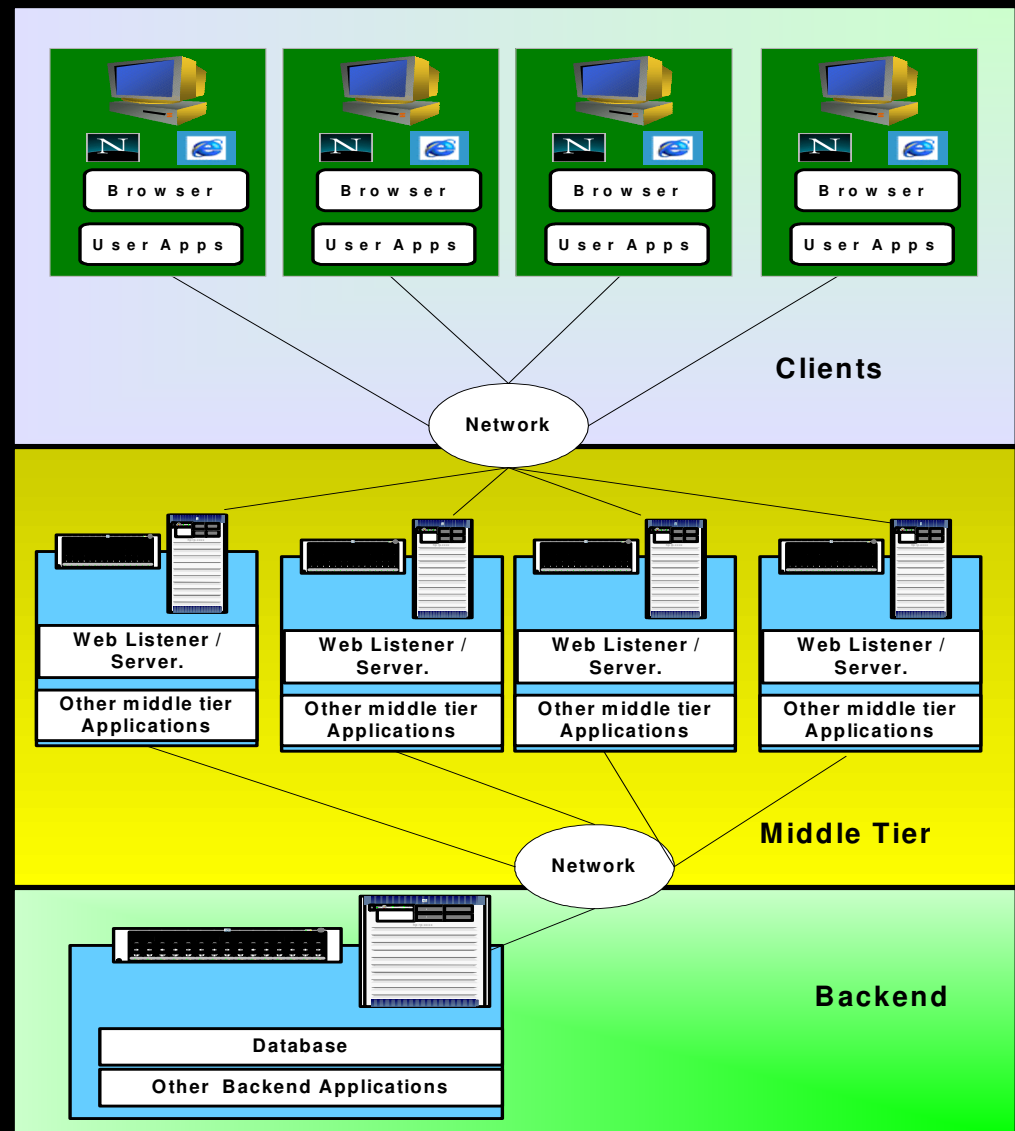 N N N N
Browser Browser Browser Browser
User Apps User Apps User Apps User Apps
Clients
Network
Web Listener / Server. Web Listener / Server. Web Listener / Server. Web Listener / Server.
Other middle tier Applications Other middle tier Applications Other middle tier Applications Other middle tier Applications
Middle Tier
Network
Backend
Database
Other Backend Applications